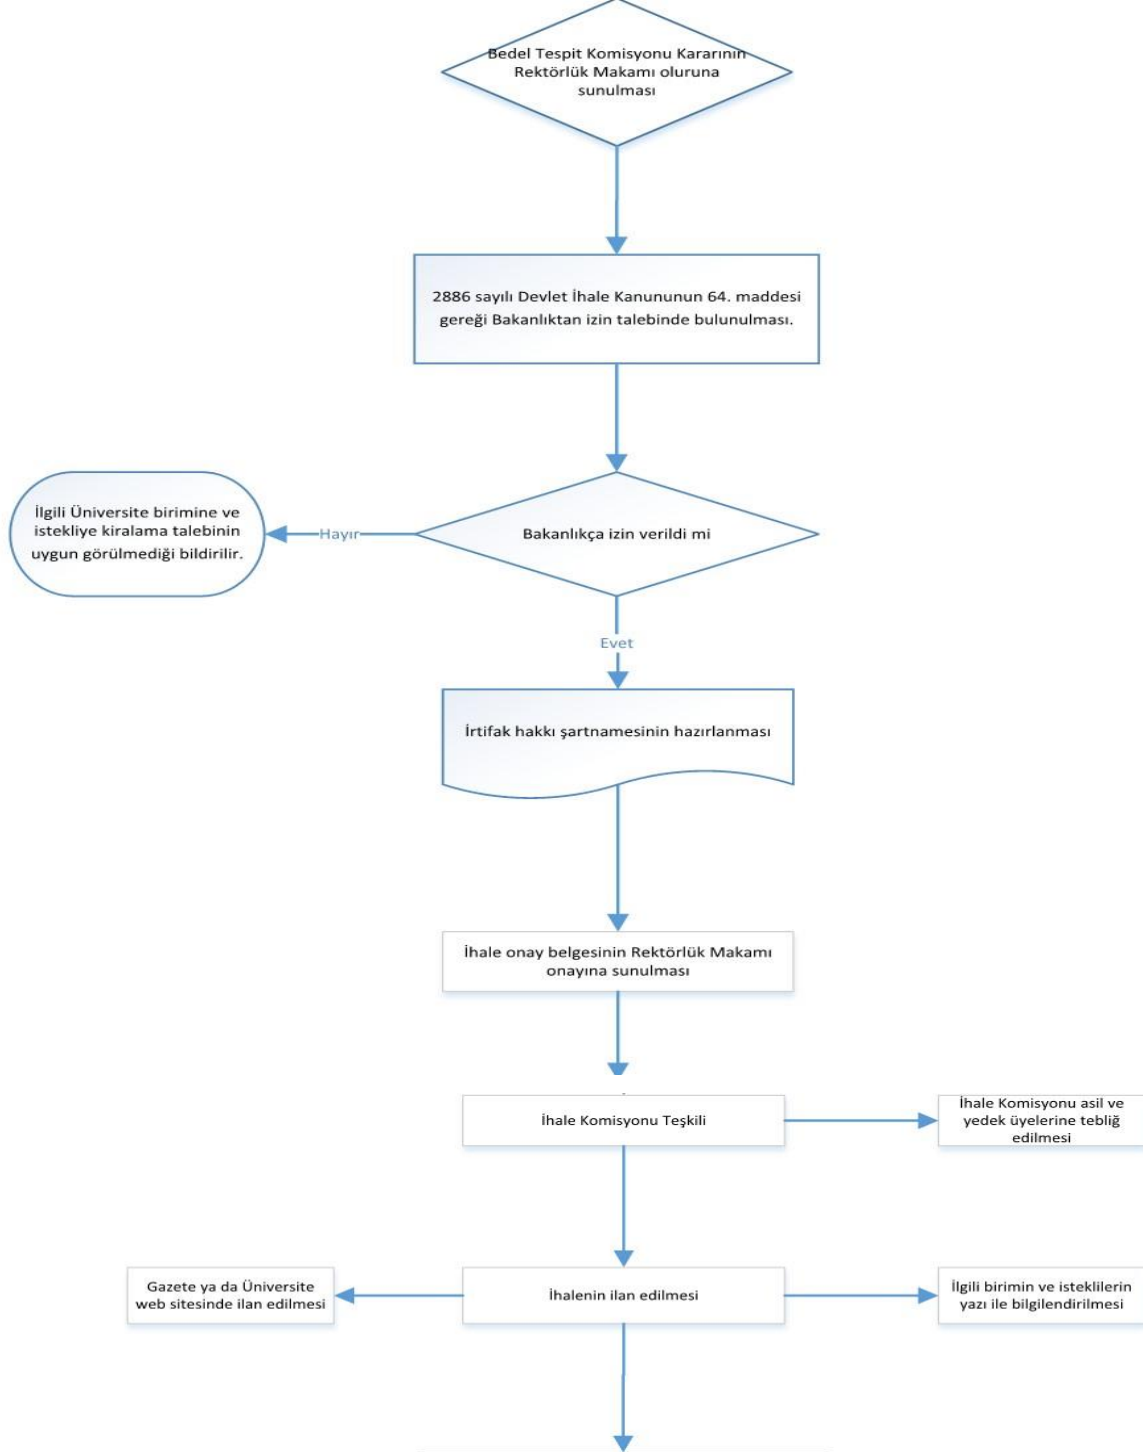 Bedel Tespit Komisyonu Kararının
Rektörlük Makamı oluruna
sunulması
2886 sayılı Devlet İhale Kanununun 64. maddesi
gereği Bakanlıktan izin talebinde bulunulması.
İlgili Üniversite birimine ve
istekliye kiralama talebinin
uygun görülmediği bildirilir.
Hayır
Bakanlıkça izin verildi mi
Evet
İrtifak hakkı şartnamesinin hazırlanması
İhale onay belgesinin Rektörlük Makamı
onayına sunulması
İhale Komisyonu Teşkili
İhale Komisyonu asil ve
yedek üyelerine tebliğ
edilmesi
Gazete ya da Üniversite
web sitesinde ilan edilmesi
İhalenin ilan edilmesi
İlgili birimin ve isteklilerin
yazı ile bilgilendirilmesi